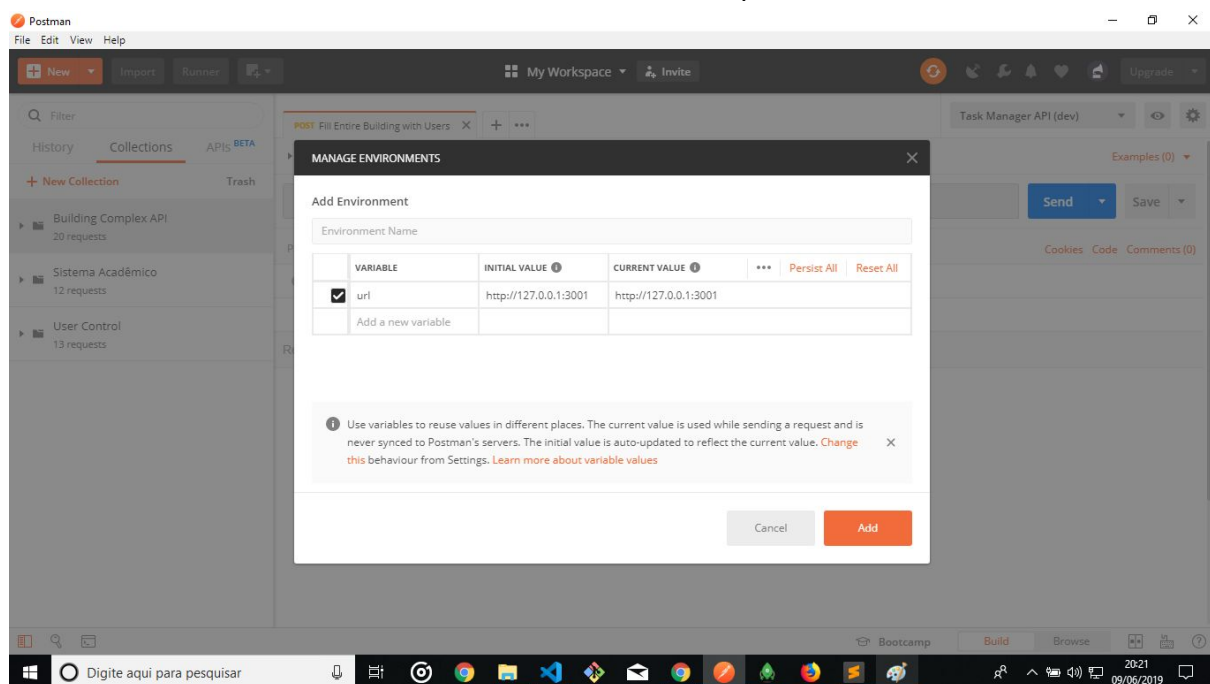 Postman
File Edit View Help
New Import Runner My Workspace Invite Upgrade
Filter
History Collections APIs BETA
+ New Collection Trash
Building Complex API
20 requests
Sistema Acadêmico
12 requests
User Control
13 requests
POST Fill Entire Building with Users X + •••
Task Manager API (dev)
Examples (0)
Send Save
Cookies Code Comments (0)
MANAGE ENVIRONMENTS
Add Environment
Environment Name
VARIABLE INITIAL VALUE CURRENT VALUE ••• Persist All Reset All
url http://127.0.0.1:3001 http://127.0.0.1:3001
Add a new variable
Use variables to reuse values in different places. The current value is used while sending a request and is
never synced to Postman's servers. The initial value is auto-updated to reflect the current value. Change
this behaviour from Settings. Learn more about variable values
Cancel Add
Bootcamp Build Browse
Digite aqui para pesquisar
20:21
09/06/2019